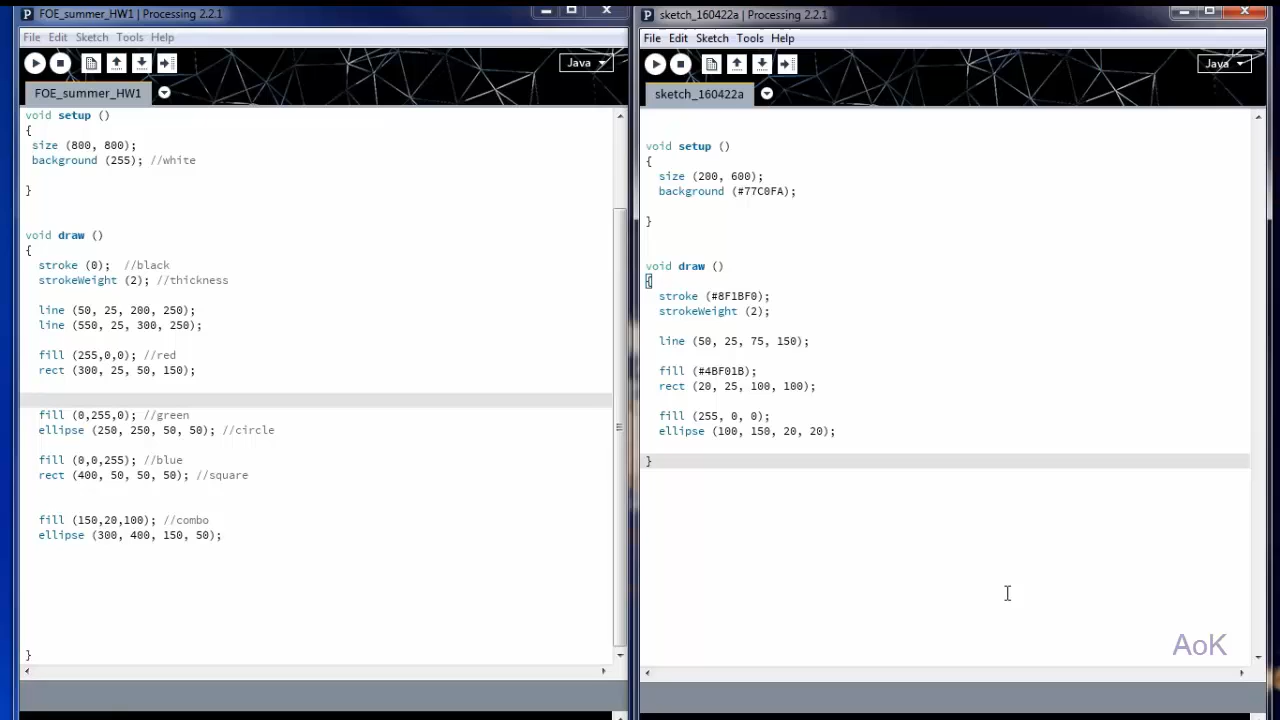 FOE_summer_HW1 | Processing 2.2.1
File Edit Sketch Tools Help
Java
FOE_summer_HW1
void setup ()
{
size (800, 800);
background (255); //white
}
void draw ()
{
stroke (0); //black
strokeWeight (2); //thickness
line (50, 25, 200, 250);
line (550, 25, 300, 250);
fill (255,0,0); //red
rect (300, 25, 50, 150);
fill (0,255,0); //green
ellipse (250, 250, 50, 50); //circle
fill (0,0,255); //blue
rect (400, 50, 50, 50); //square
fill (150,20,100); //combo
ellipse (300, 400, 150, 50);
}
sketch_160422a | Processing 2.2.1
File Edit Sketch Tools Help
Java
sketch_160422a
void setup ()
{
size (200, 600);
background (#77C0FA);
}
void draw ()
{
stroke (#8F1BF0);
strokeWeight (2);
line (50, 25, 75, 150);
fill (#4BF01B);
rect (20, 25, 100, 100);
fill (255, 0, 0);
ellipse (100, 150, 20, 20);
}
AoK